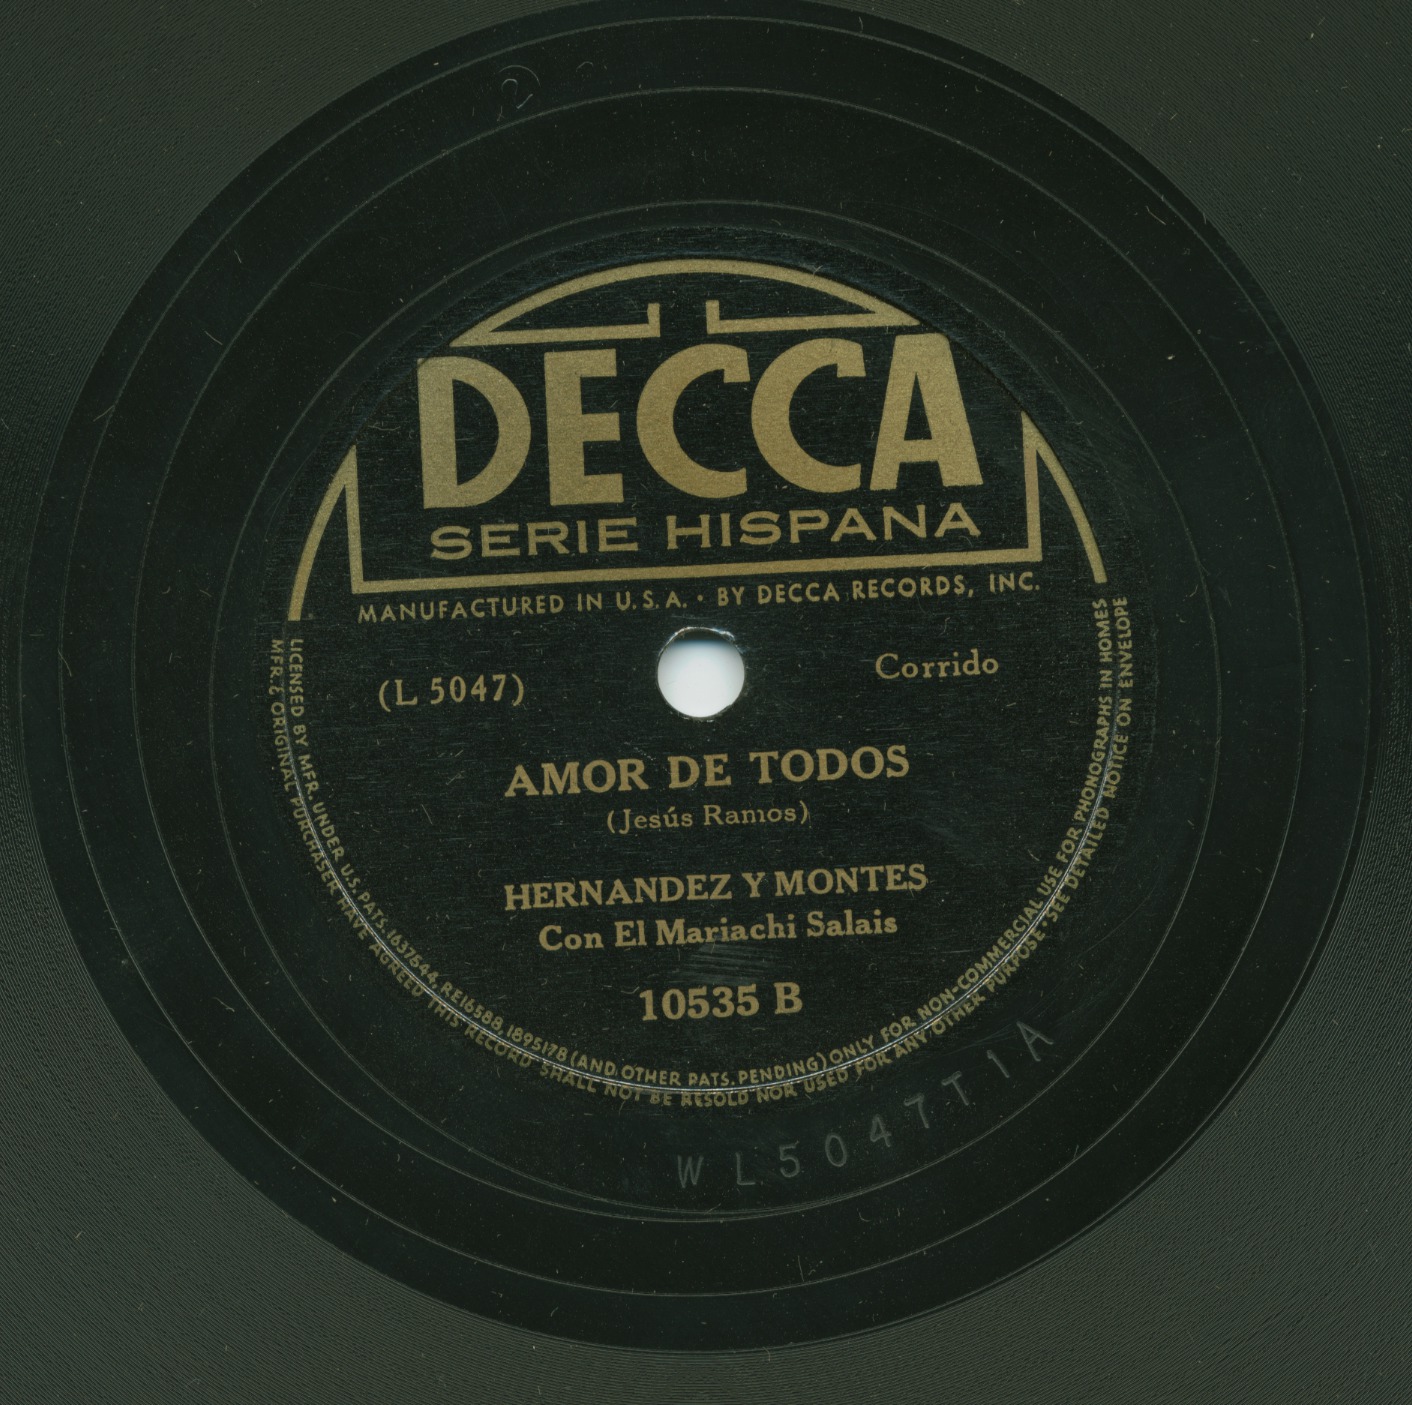 DECCA
SERIE HISPANA
MANUFACTURED IN U.S.A. · BY DECCA RECORDS, INC.
(L 5047)
Corrido
AMOR DE TODOS
(Jesús Ramos)
HERNANDEZ Y MONTES
Con El Mariachi Salais
10535 B
LICENSED BY MFR. UNDER U.S. PATS. 1637544, RE16588, 1895178 (AND OTHER PATS. PENDING) ONLY FOR NON-COMMERCIAL USE FOR PHONOGRAPHS IN HOMES
MFR. & ORIGINAL PURCHASER HAVE AGREED THIS RECORD SHALL NOT BE RESOLD NOR USED FOR ANY OTHER PURPOSE - SEE DETAILED NOTICE ON ENVELOPE
W L 5047 T 1 A
2